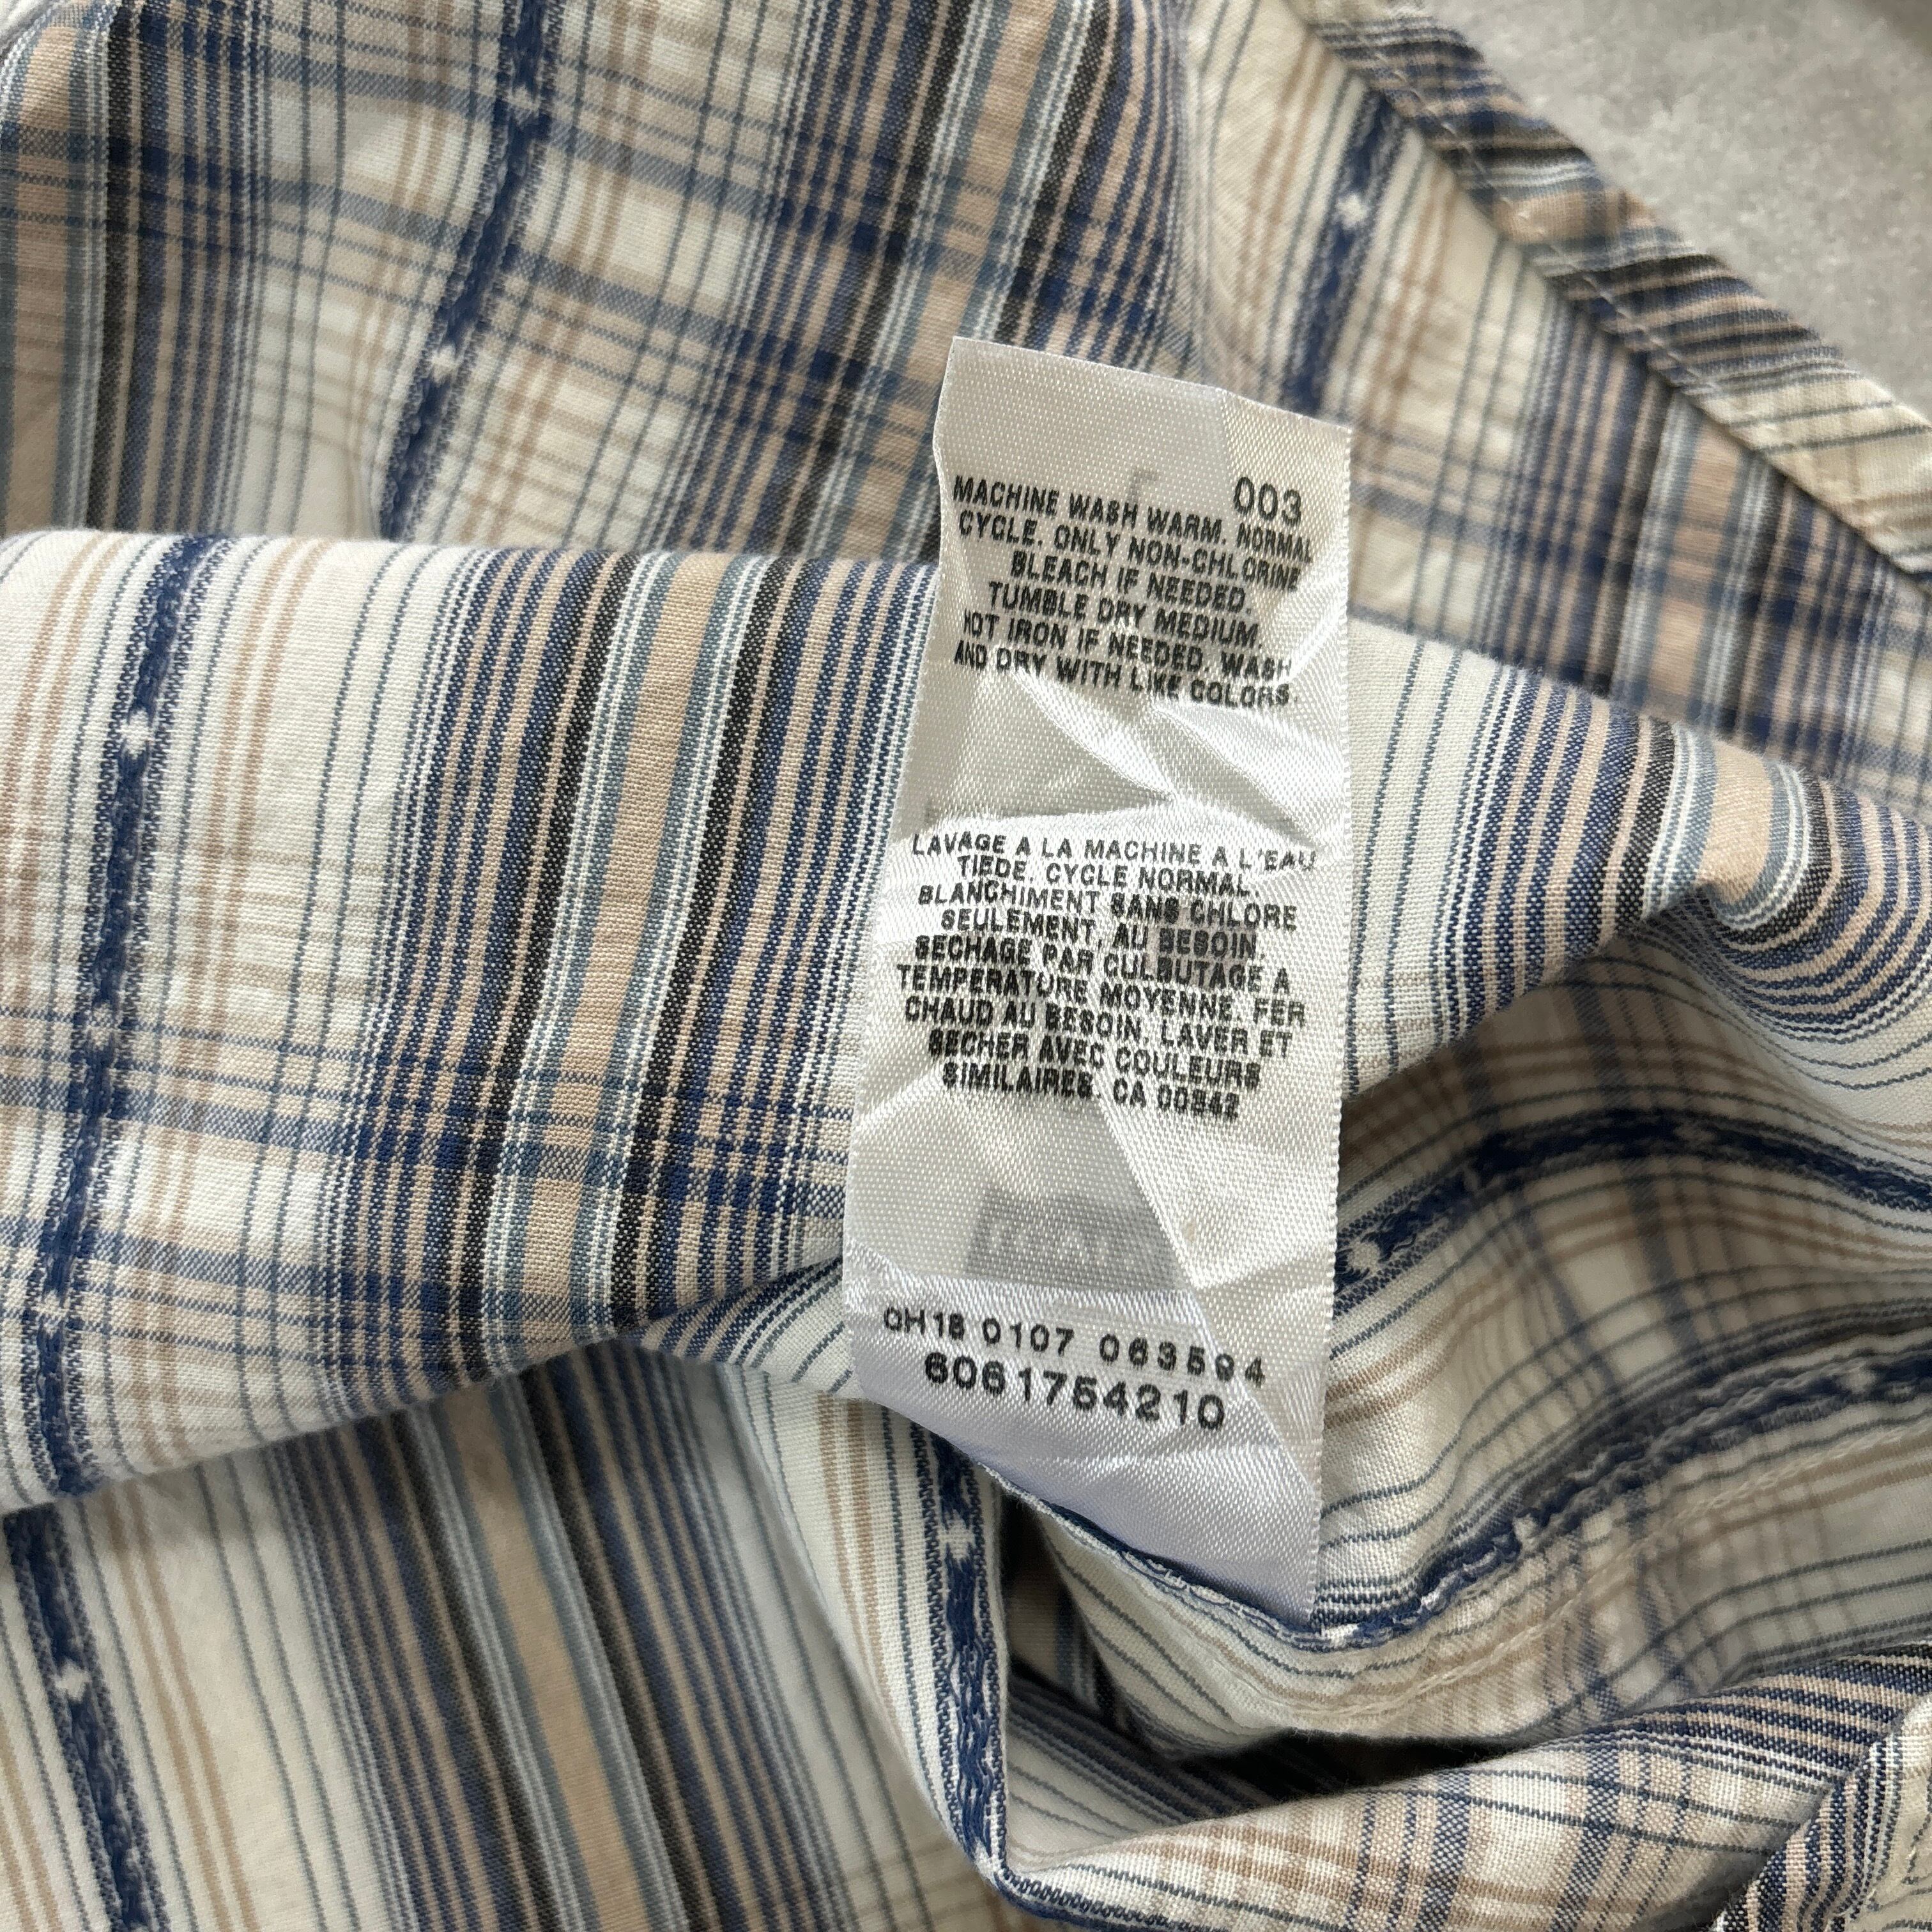 003
MACHINE WASH WARM. NORMAL
CYCLE. ONLY NON-CHLORINE
BLEACH IF NEEDED.
TUMBLE DRY MEDIUM.
HOT IRON IF NEEDED. WASH
AND DRY WITH LIKE COLORS.
LAVAGE A LA MACHINE A L'EAU
TIEDE. CYCLE NORMAL.
BLANCHIMENT SANS CHLORE
SEULEMENT, AU BESOIN.
SECHAGE PAR CULBUTAGE A
TEMPERATURE MOYENNE. FER
CHAUD AU BESOIN. LAVER ET
SECHER AVEC COULEURS
SIMILAIRES. CA 00342
OH18 0107 063594
6061754210